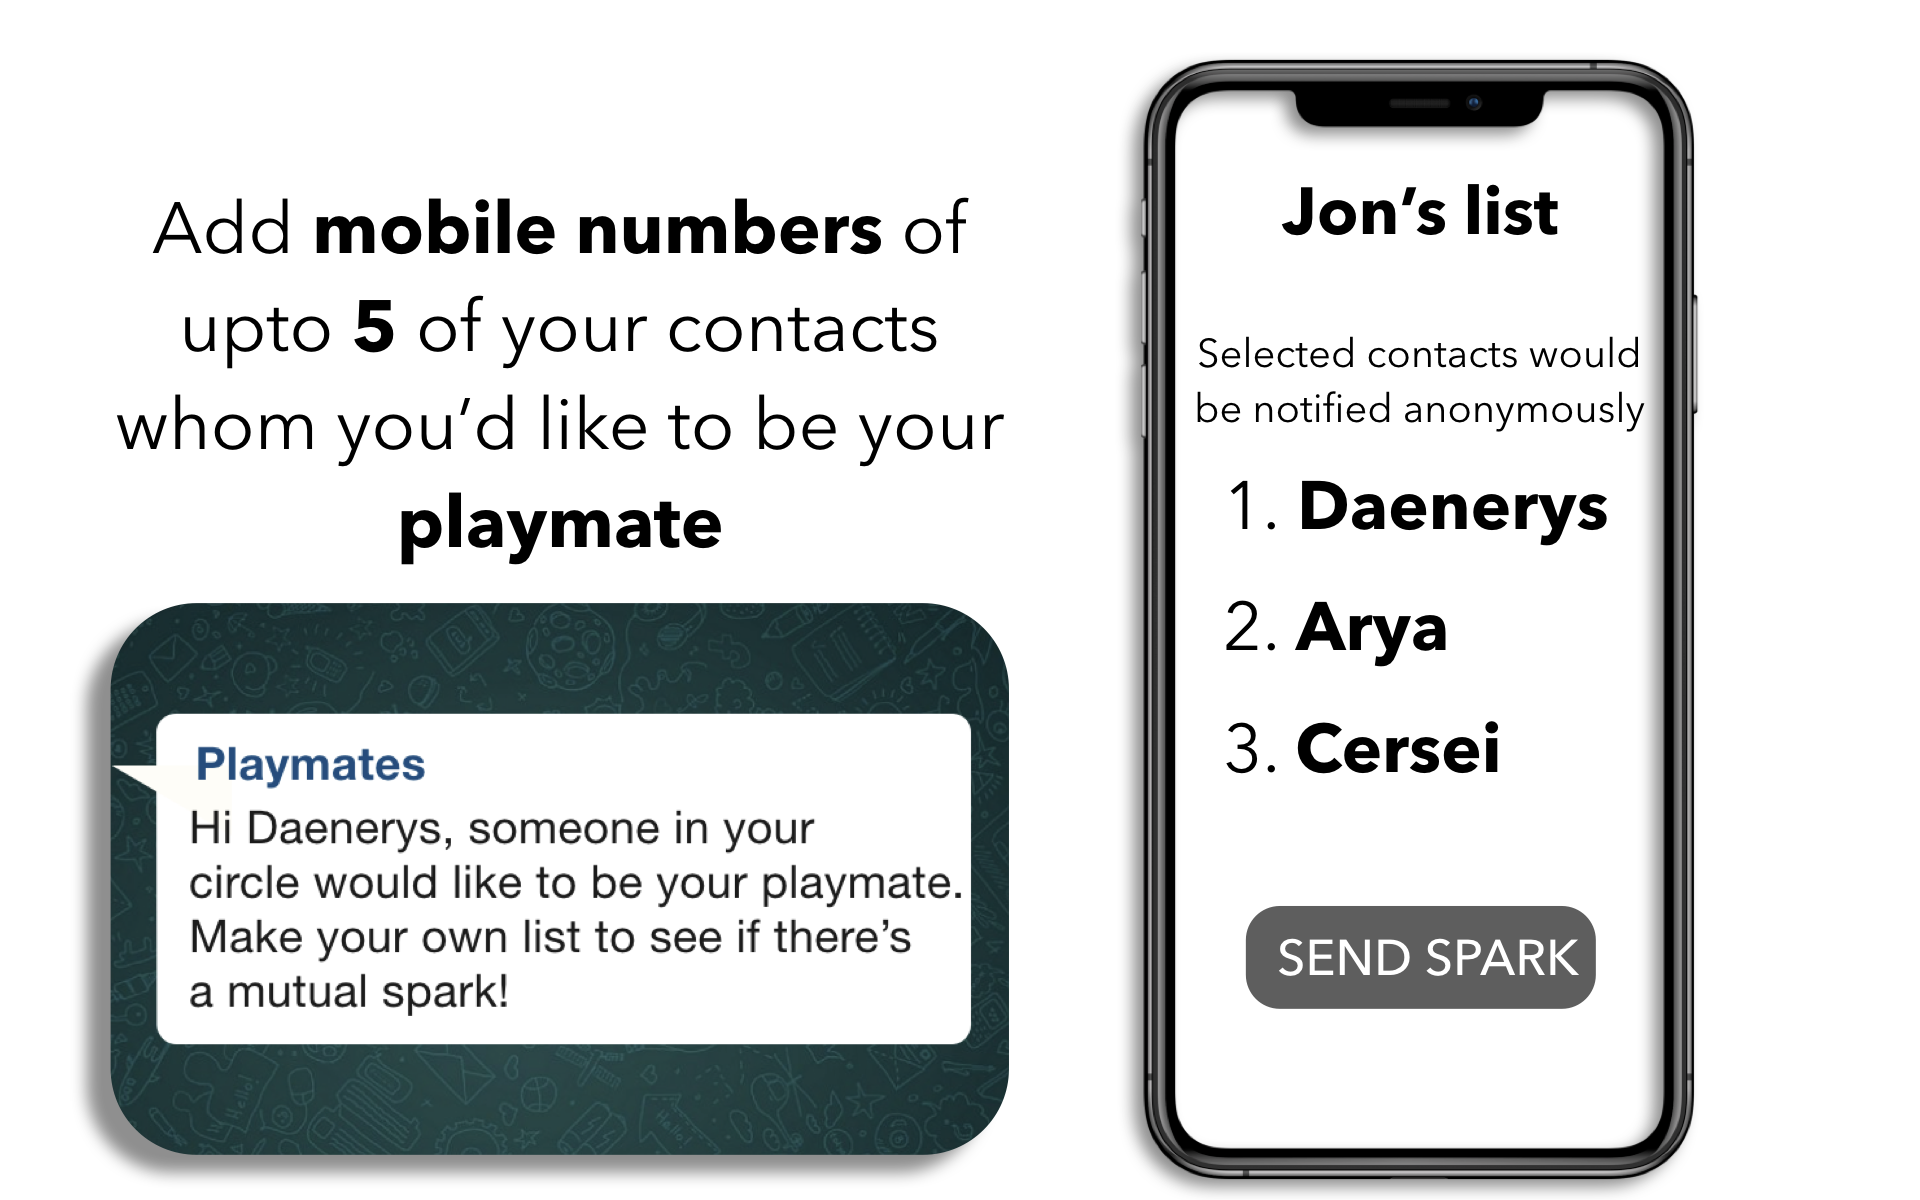 Add mobile numbers of
upto 5 of your contacts
whom you’d like to be your
playmate
Playmates
Hi Daenerys, someone in your
circle would like to be your playmate.
Make your own list to see if there’s
a mutual spark!
Jon’s list
Selected contacts would
be notified anonymously
1. Daenerys
2. Arya
3. Cersei
SEND SPARK
Hello!
Hello!